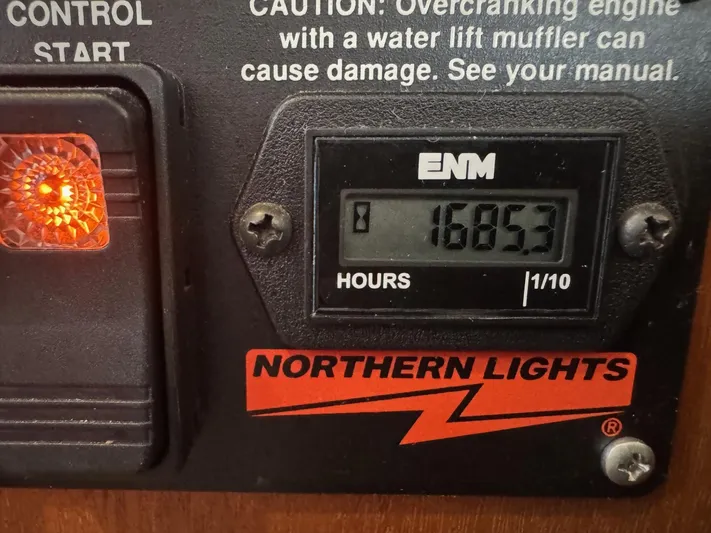 CONTROL
START
CAUTION: Overcranking engine
with a water lift muffler can
cause damage. See your manual.
ENM
1685.3
HOURS
1/10
NORTHERN LIGHTS
®